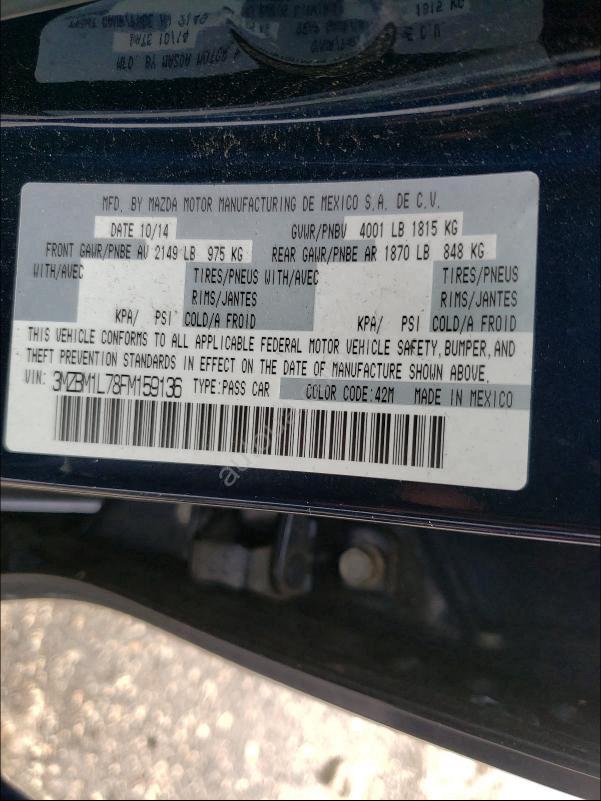 MFD. BY MAZDA MOTOR MANUFACTURING DE MEXICO S.A. DE C.V.
DATE 10/14 GVWR/PNBV 4001 LB 1815 KG
FRONT GAWR/PNBE AV 2149 LB 975 KG REAR GAWR/PNBE AR 1870 LB 848 KG
WITH/AVEC TIRES/PNEUS WITH/AVEC TIRES/PNEUS
RIMS/JANTES RIMS/JANTES
KPA/ PSI COLD/A FROID KPA/ PSI COLD/A FROID
THIS VEHICLE CONFORMS TO ALL APPLICABLE FEDERAL MOTOR VEHICLE SAFETY, BUMPER, AND
THEFT PREVENTION STANDARDS IN EFFECT ON THE DATE OF MANUFACTURE SHOWN ABOVE.
VIN: 3MZBM1L78FM159136 TYPE:PASS CAR COLOR CODE:42M MADE IN MEXICO